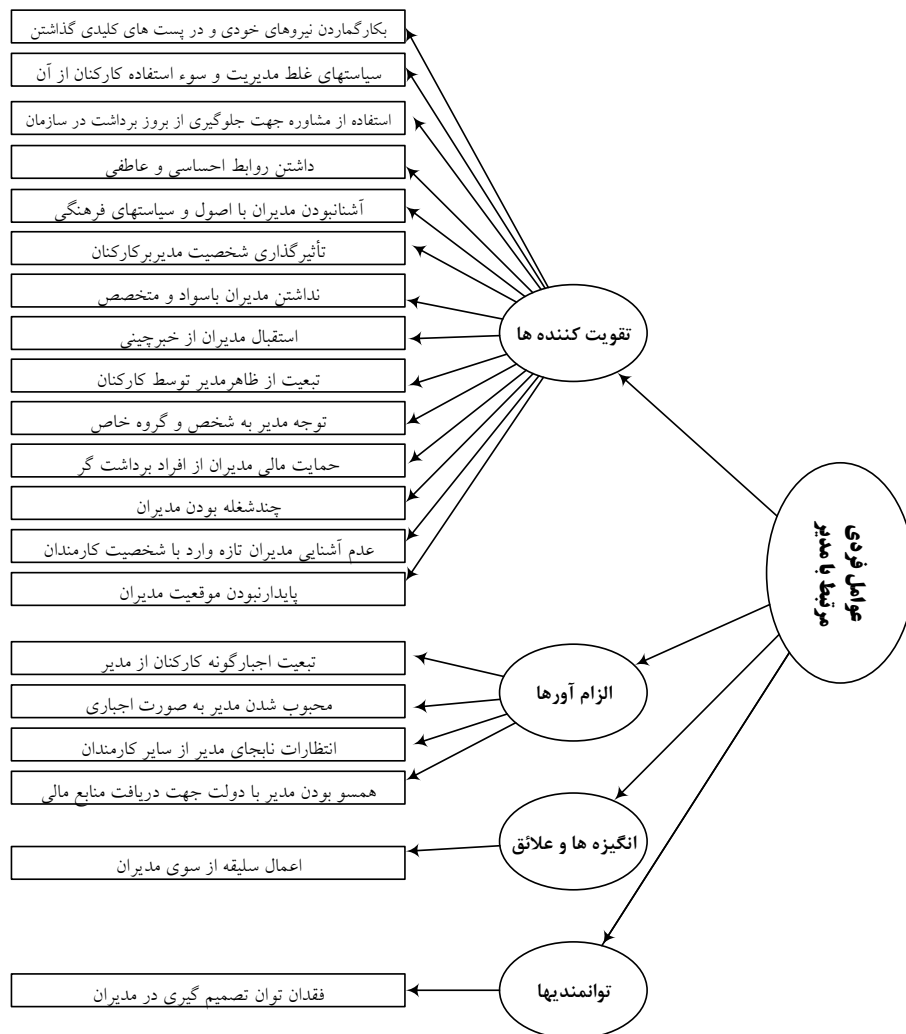 عوامل فردی
مرتبط با مدیر
تقویت کننده ها
بکارگماردن نیروهای خودی و در پست های کلیدی گذاشتن
سیاستهای غلط مدیریت و سوء استفاده کارکنان از آن
استفاده از مشاوره جهت جلوگیری از بروز برداشت در سازمان
داشتن روابط احساسی و عاطفی
آشنانبودن مدیران با اصول و سیاستهای فرهنگی
تأثیرگذاری شخصیت مدیربرکارکنان
نداشتن مدیران باسواد و متخصص
استقبال مدیران از خبرچینی
تبعیت از ظاهرمدیر توسط کارکنان
توجه مدیر به شخص و گروه خاص
حمایت مالی مدیران از افراد برداشت گر
چندشغله بودن مدیران
عدم آشنایی مدیران تازه وارد با شخصیت کارمندان
پایدارنبودن موقعیت مدیران
الزام آورها
تبعیت اجبارگونه کارکنان از مدیر
محبوب شدن مدیر به صورت اجباری
انتظارات نابجای مدیر از سایر کارمندان
همسو بودن مدیر با دولت جهت دریافت منابع مالی
انگیزه ها و علائق
اعمال سلیقه از سوی مدیران
توانمندیها
فقدان توان تصمیم گیری در مدیران